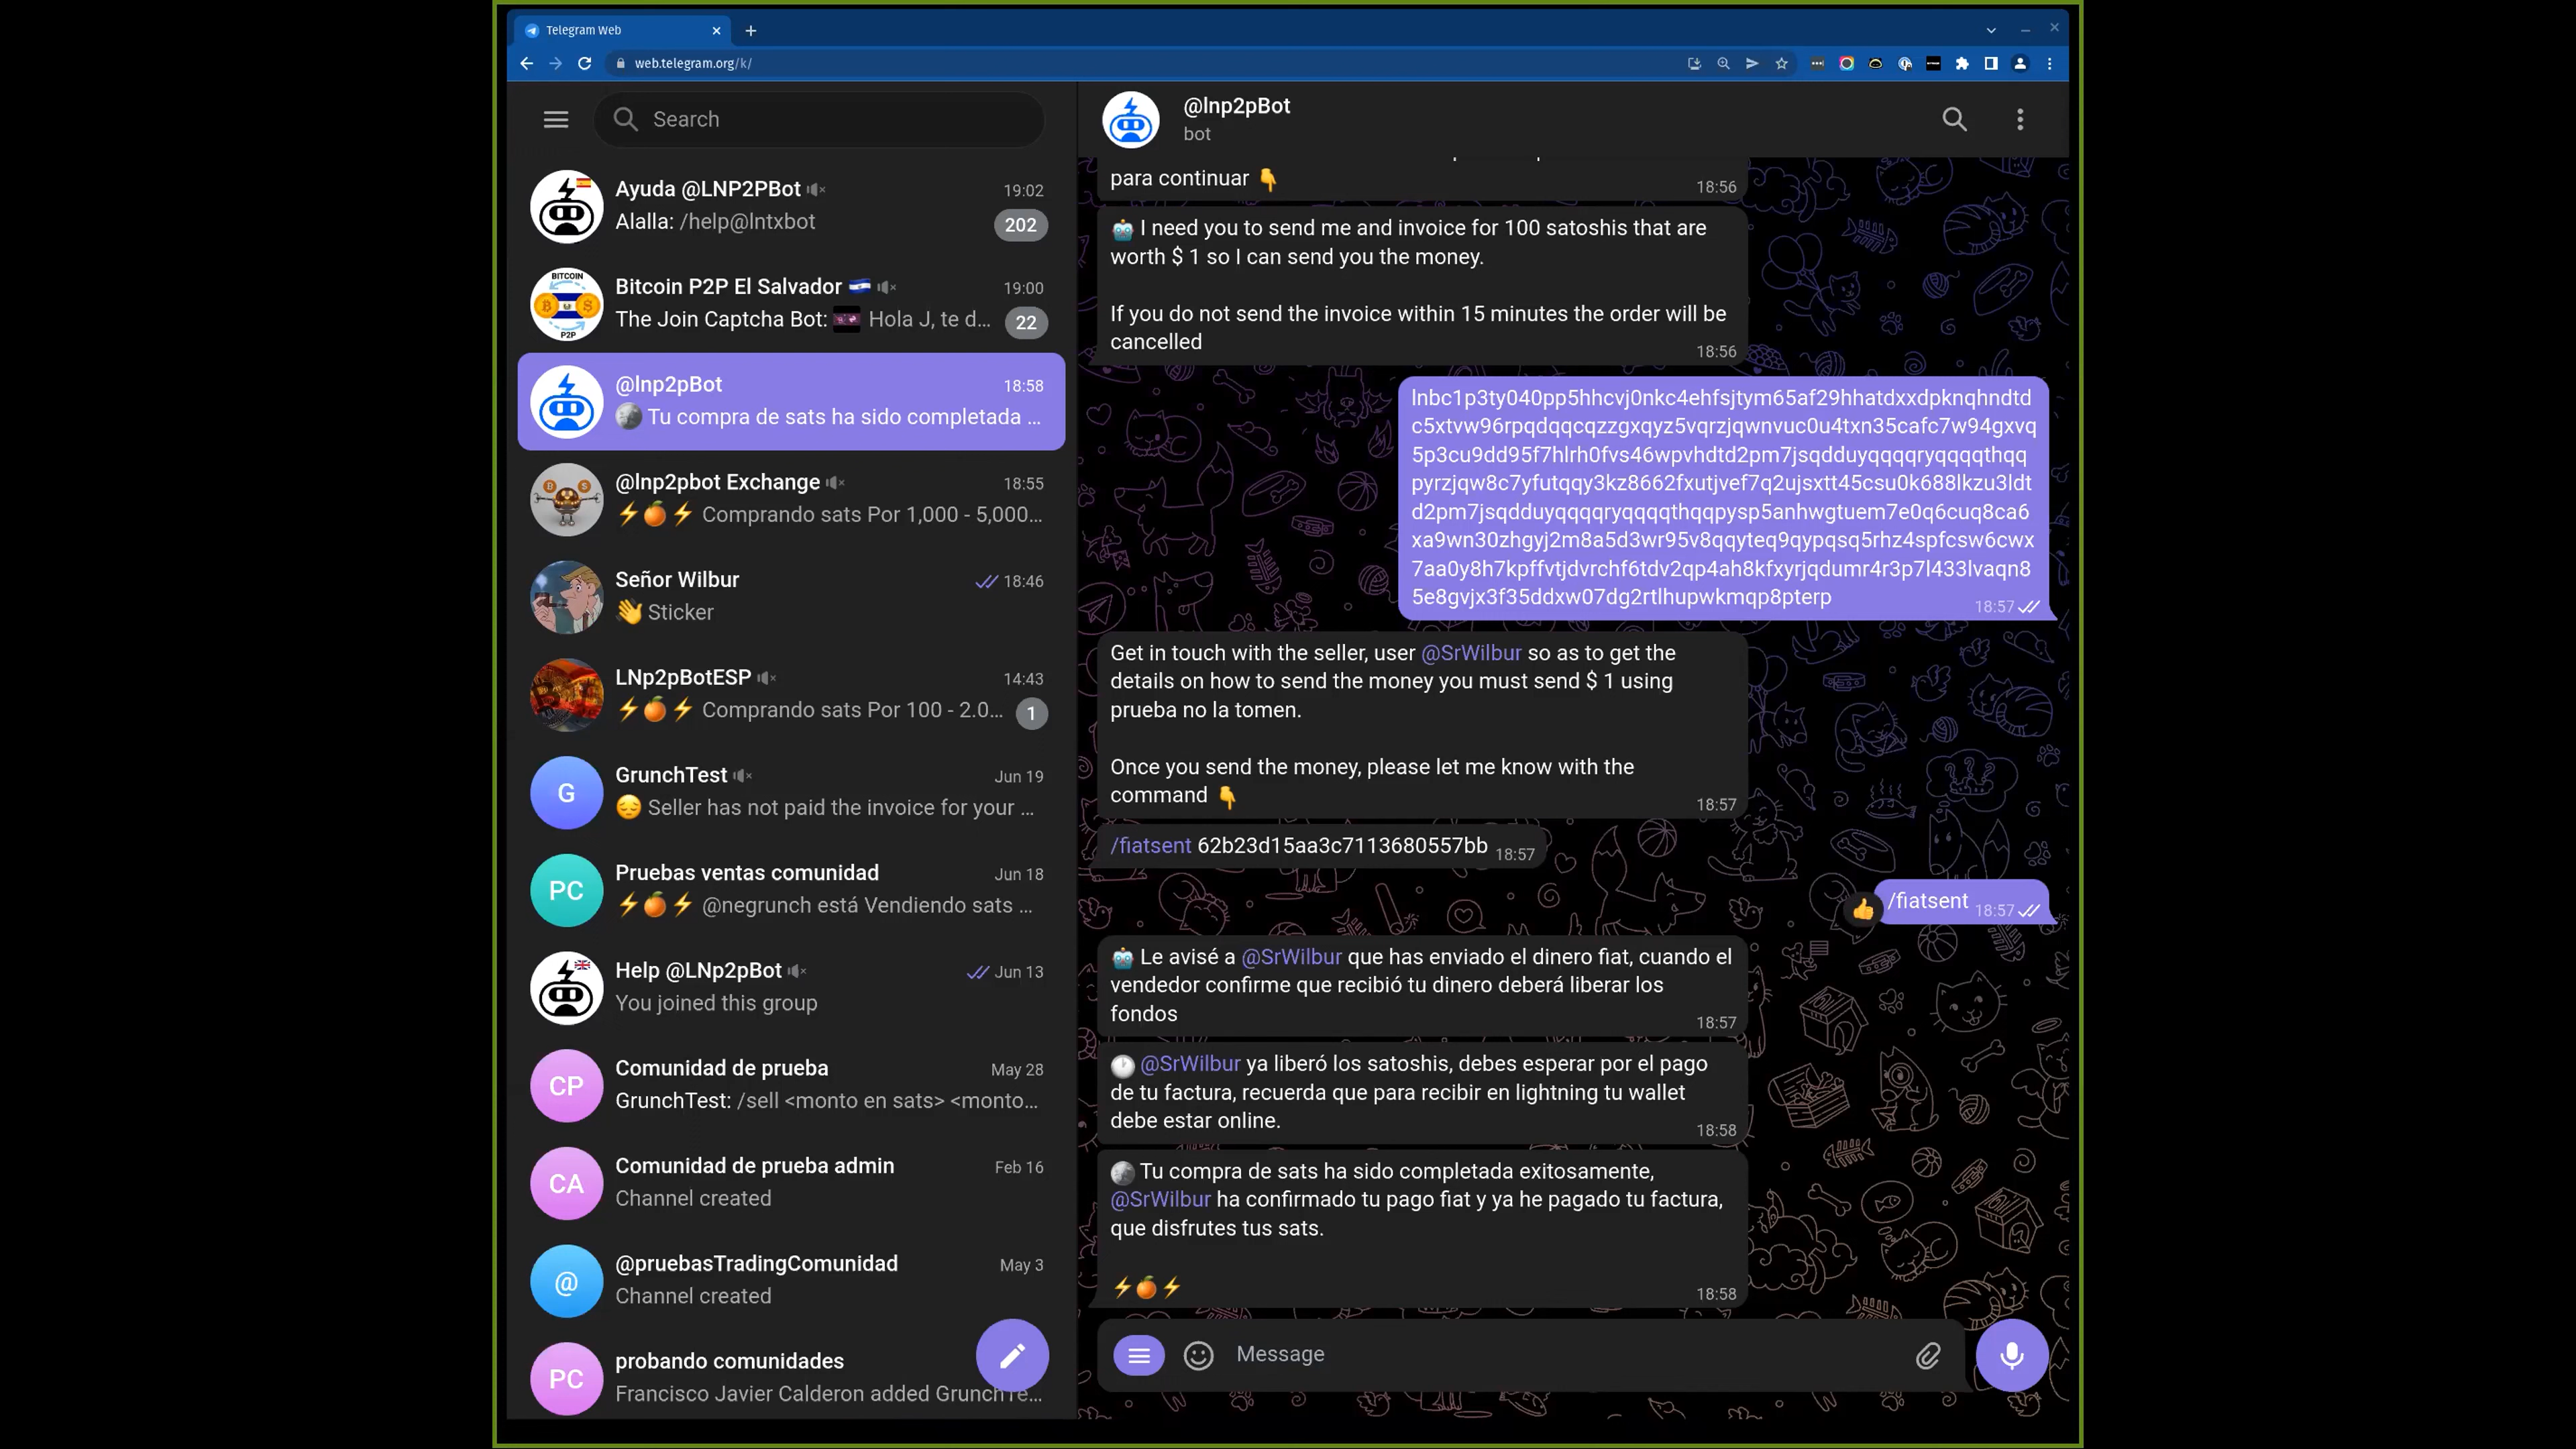 Telegram Web
web.telegram.org/k/
Search
Ayuda @LNP2PBot
19:02
Alalla: /help@lntxbot
202
BITCOIN
P2P
Bitcoin P2P El Salvador 🇸🇻
19:00
The Join Captcha Bot: Hola J, te d...
22
@lnp2pBot
18:58
🌕 Tu compra de sats ha sido completada ...
@lnp2pbot Exchange
18:55
⚡🍊⚡ Comprando sats Por 1,000 - 5,000...
Señor Wilbur
18:46
👋 Sticker
LNp2pBotESP
14:43
⚡🍊⚡ Comprando sats Por 100 - 2.0...
1
G
GrunchTest
Jun 19
😔 Seller has not paid the invoice for your ...
PC
Pruebas ventas comunidad
Jun 18
⚡🍊⚡ @negrunch está Vendiendo sats ...
Help @LNp2pBot
Jun 13
You joined this group
CP
Comunidad de prueba
May 28
GrunchTest: /sell <monto en sats> <monto...
CA
Comunidad de prueba admin
Feb 16
Channel created
@
@pruebasTradingComunidad
May 3
Channel created
PC
probando comunidades
Francisco Javier Calderon added GrunchTe...
@lnp2pBot
bot
para continuar 👇
18:56
🤖 I need you to send me and invoice for 100 satoshis that are
worth $ 1 so I can send you the money.
If you do not send the invoice within 15 minutes the order will be
cancelled
18:56
lnbc1p3ty040pp5hhcvj0nkc4ehfsjtym65af29hhatdxxdpknqhndtd
c5xtvw96rpqdqqcqzzgxqyz5vqrzjqwnvuc0u4txn35cafc7w94gxvq
5p3cu9dd95f7hlrh0fvs46wpvhdtd2pm7jsqdduyqqqqryqqqqthqq
pyrzjqw8c7yfutqqy3kz8662fxutjvef7q2ujsxtt45csu0k688lkzu3ldt
d2pm7jsqdduyqqqqryqqqqthqqpysp5anhwgtuem7e0q6cuq8ca6
xa9wn30zhgyj2m8a5d3wr95v8qqyteq9qypqsq5rhz4spfcsw6cwx
7aa0y8h7kpffvtjdvrchf6tdv2qp4ah8kfxyrjqdumr4r3p7l433lvaqn8
5e8gvjx3f35ddxw07dg2rtlhupwkmqp8pterp
18:57
Get in touch with the seller, user @SrWilbur so as to get the
details on how to send the money you must send $ 1 using
prueba no la tomen.
Once you send the money, please let me know with the
command 👇
18:57
/fiatsent 62b23d15aa3c7113680557bb
18:57
/fiatsent
18:57
👍
🤖 Le avisé a @SrWilbur que has enviado el dinero fiat, cuando el
vendedor confirme que recibió tu dinero deberá liberar los
fondos
18:57
🕐 @SrWilbur ya liberó los satoshis, debes esperar por el pago
de tu factura, recuerda que para recibir en lightning tu wallet
debe estar online.
18:58
🌕 Tu compra de sats ha sido completada exitosamente,
@SrWilbur ha confirmado tu pago fiat y ya he pagado tu factura,
que disfrutes tus sats.
⚡🍊⚡
18:58
Message